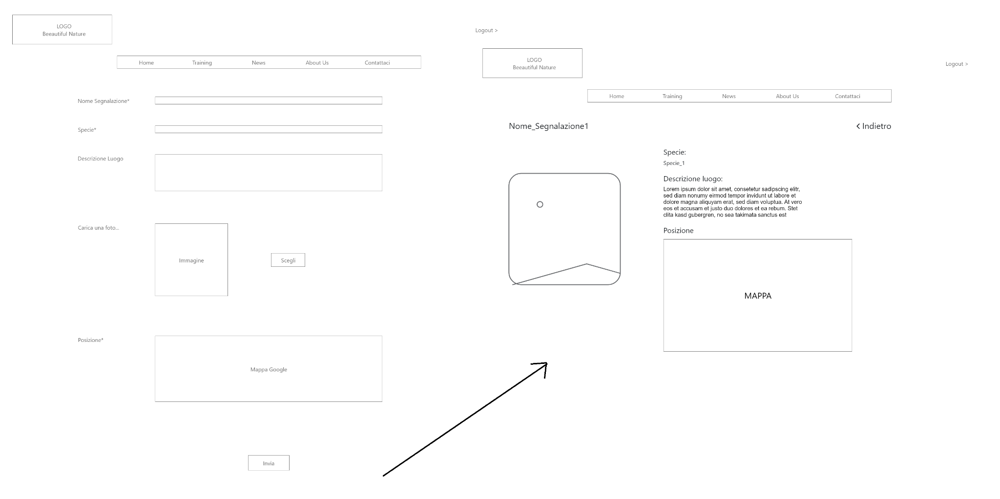 LOGO
Beeautiful Nature
Logout >
Home Training News About Us Contattaci
Nome Segnalazione*
Specie*
Descrizione Luogo
Carica una foto...
Immagine
Scegli
Posizione*
Mappa Google
Invia
LOGO
Beeautiful Nature
Logout >
Home Training News About Us Contattaci
Nome_Segnalazione1
< Indietro
Specie:
Specie_1
Descrizione luogo:
Lorem ipsum dolor sit amet, consetetur sadipscing elitr,
sed diam nonumy eirmod tempor invidunt ut labore et
dolore magna aliquyam erat, sed diam voluptua. At vero
eos et accusam et justo duo dolores et ea rebum. Stet
clita kasd gubergren, no sea takimata sanctus est
Posizione
MAPPA